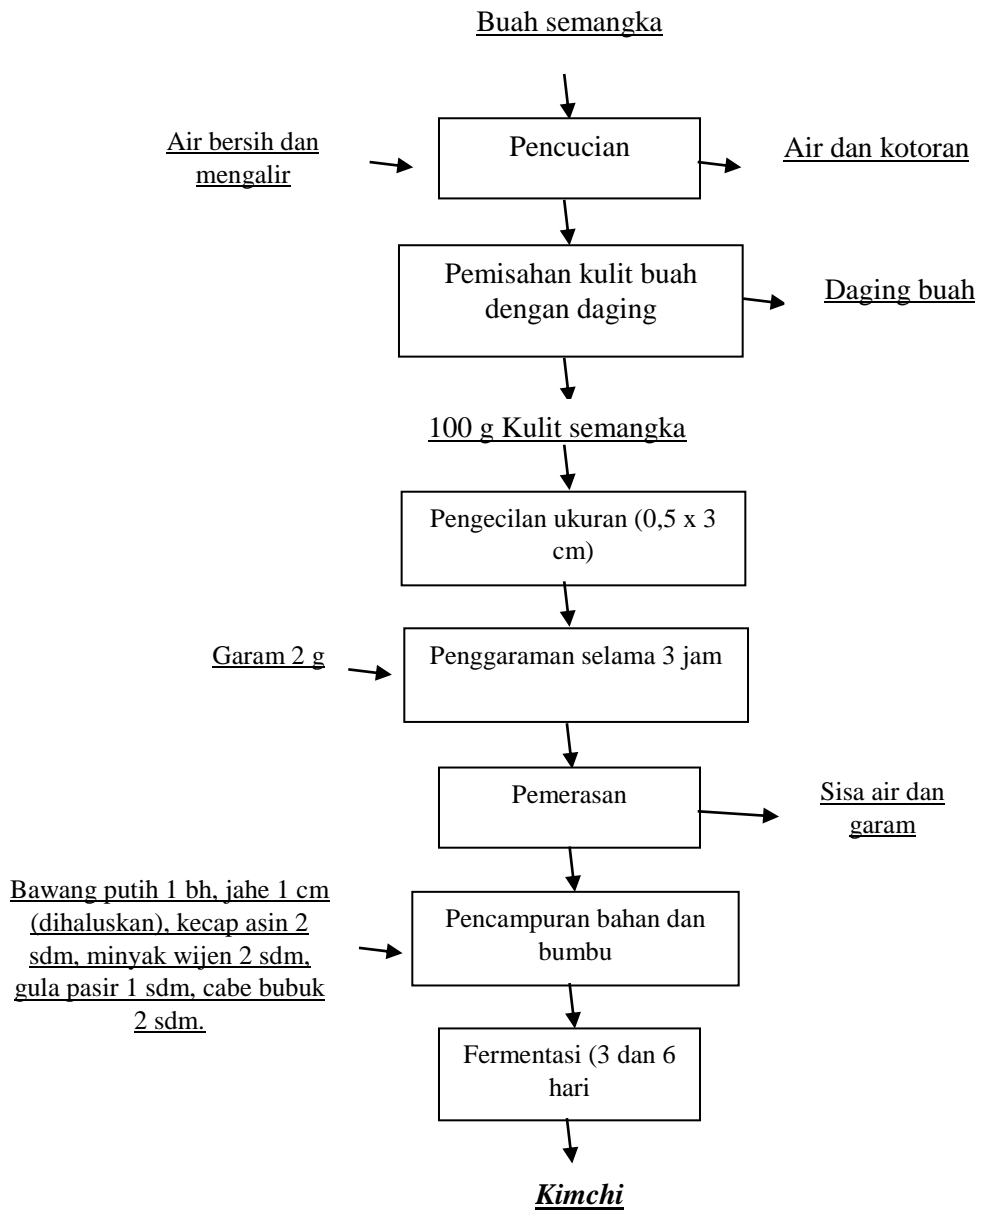 Buah semangka
Air bersih dan
mengalir
Pencucian
Air dan kotoran
Pemisahan kulit buah
dengan daging
Daging buah
100 g Kulit semangka
Pengecilan ukuran (0,5 x 3
cm)
Garam 2 g
Penggaraman selama 3 jam
Pemerasan
Sisa air dan
garam
Bawang putih 1 bh, jahe 1 cm
(dihaluskan), kecap asin 2
sdm, minyak wijen 2 sdm,
gula pasir 1 sdm, cabe bubuk
2 sdm.
Pencampuran bahan dan
bumbu
Fermentasi (3 dan 6
hari
Kimchi